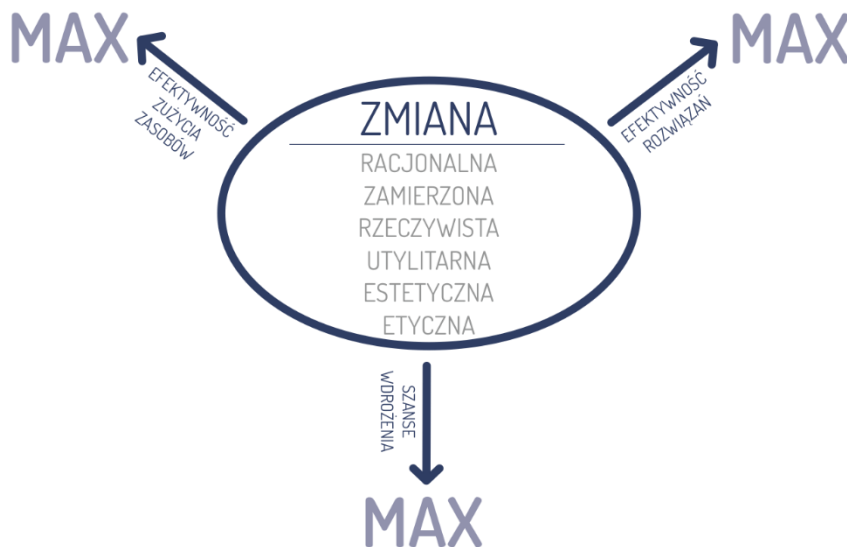 MAX
MAX
EFEKTYWNOŚĆ
ZUŻYCIA
ZASOBÓW
EFEKTYWNOŚĆ
ROZWIĄZAŃ
ZMIANA
RACJONALNA
ZAMIERZONA
RZECZYWISTA
UTYLITARNA
ESTETYCZNA
ETYCZNA
SZANSE
WDROŻENIA
MAX